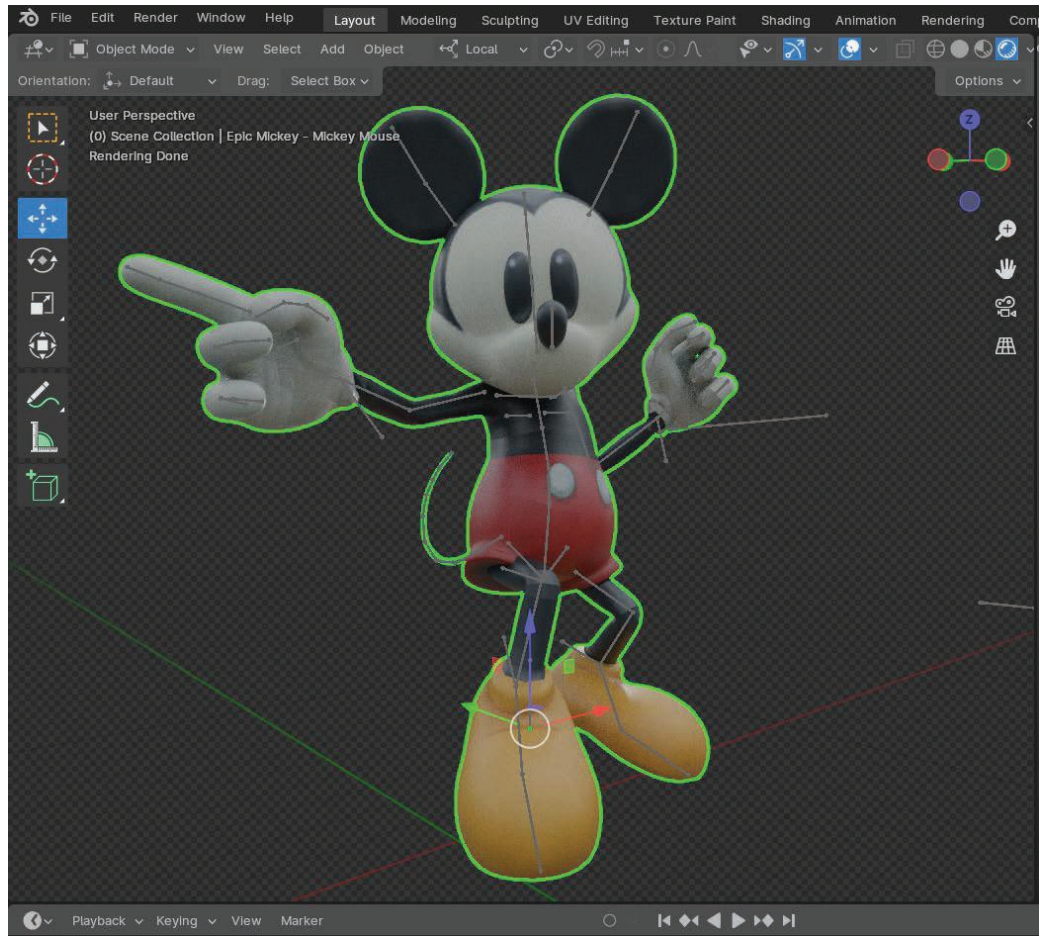 File Edit Render Window Help Layout Modeling Sculpting UV Editing Texture Paint Shading Animation Rendering Com
Object Mode View Select Add Object Local
Orientation: Default Drag: Select Box Options
User Perspective
(0) Scene Collection | Epic Mickey - Mickey Mouse
Rendering Done
Z
Playback Keying View Marker